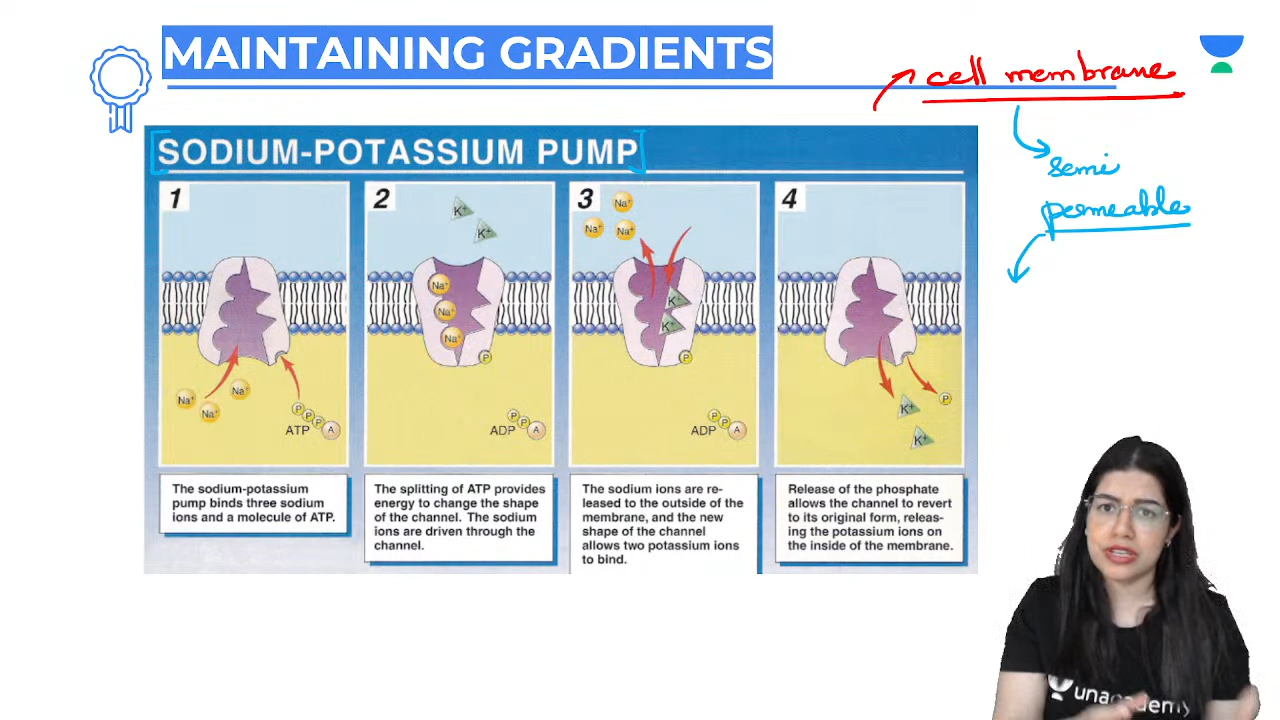 MAINTAINING GRADIENTS
cell membrane
semi
permeable
SODIUM-POTASSIUM PUMP
1
Na⁺
Na⁺
Na⁺
P
P
P
A
ATP
The sodium-potassium
pump binds three sodium
ions and a molecule of ATP.
2
K⁺
K⁺
Na⁺
Na⁺
Na⁺
P
P
P
A
ADP
The splitting of ATP provides
energy to change the shape
of the channel. The sodium
ions are driven through the
channel.
3
Na⁺
Na⁺
Na⁺
K⁺
K⁺
P
P
P
A
ADP
The sodium ions are re-
leased to the outside of the
membrane, and the new
shape of the channel
allows two potassium ions
to bind.
4
K⁺
K⁺
P
Release of the phosphate
allows the channel to revert
to its original form, releas-
ing the potassium ions on
the inside of the membrane.
unacademy